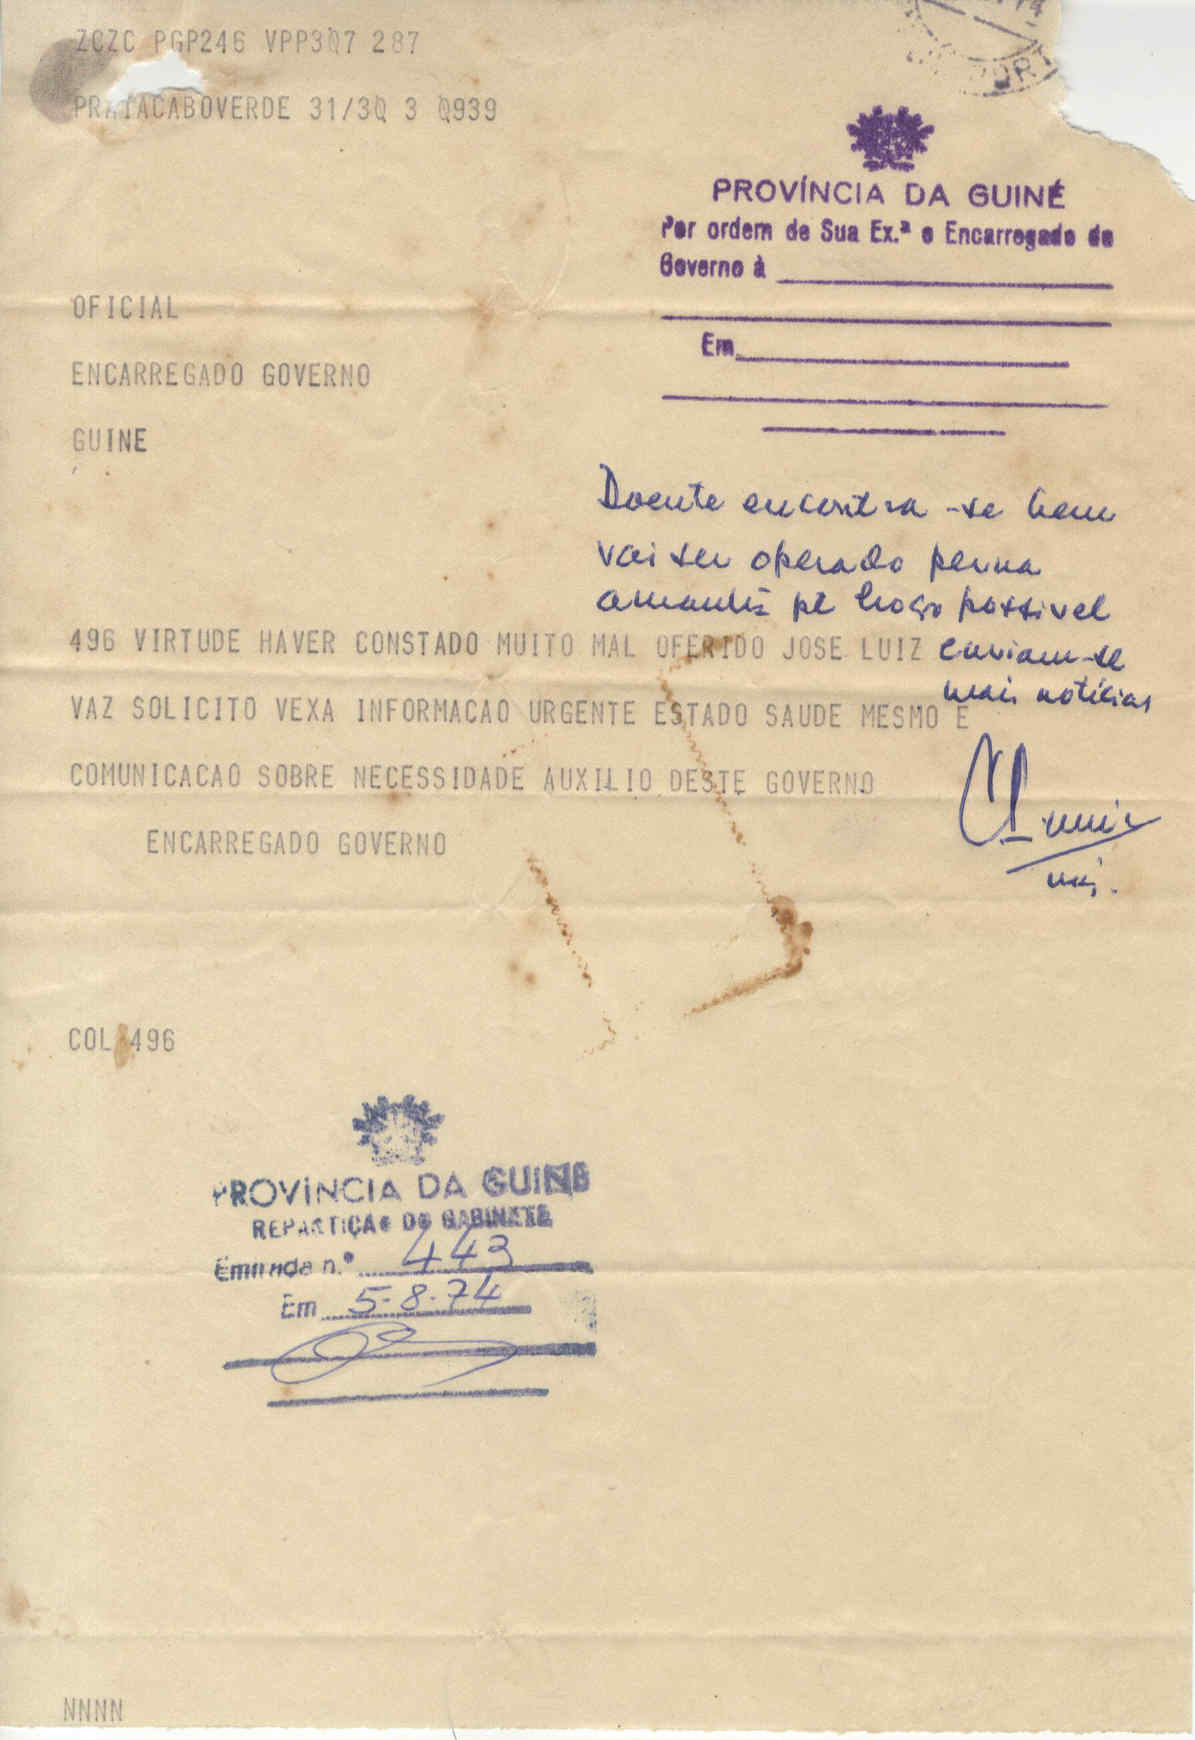 ZCZC PGP246 VPP307 287
PRAIACABOVERDE 31/30 3 0939
PROVÍNCIA DA GUINÉ
Por ordem de Sua Ex.ª o Encarregado do
Governo à
Em
OFICIAL
ENCARREGADO GOVERNO
GUINE
Doente encontra-se bem
vai ser operado perna
amanhã possivel
enviam-se
mais notícias
496 VIRTUDE HAVER CONSTADO MUITO MAL OFERIDO JOSE LUIZ
VAZ SOLICITO VEXA INFORMACAO URGENTE ESTADO SAUDE MESMO E
COMUNICACAO SOBRE NECESSIDADE AUXILIO DESTE GOVERNO
ENCARREGADO GOVERNO
COL 496
PROVÍNCIA DA GUINÉ
REPARTIÇÃO DO GABINETE
Entrada n.º 443
Em 5-8-74
NNNN